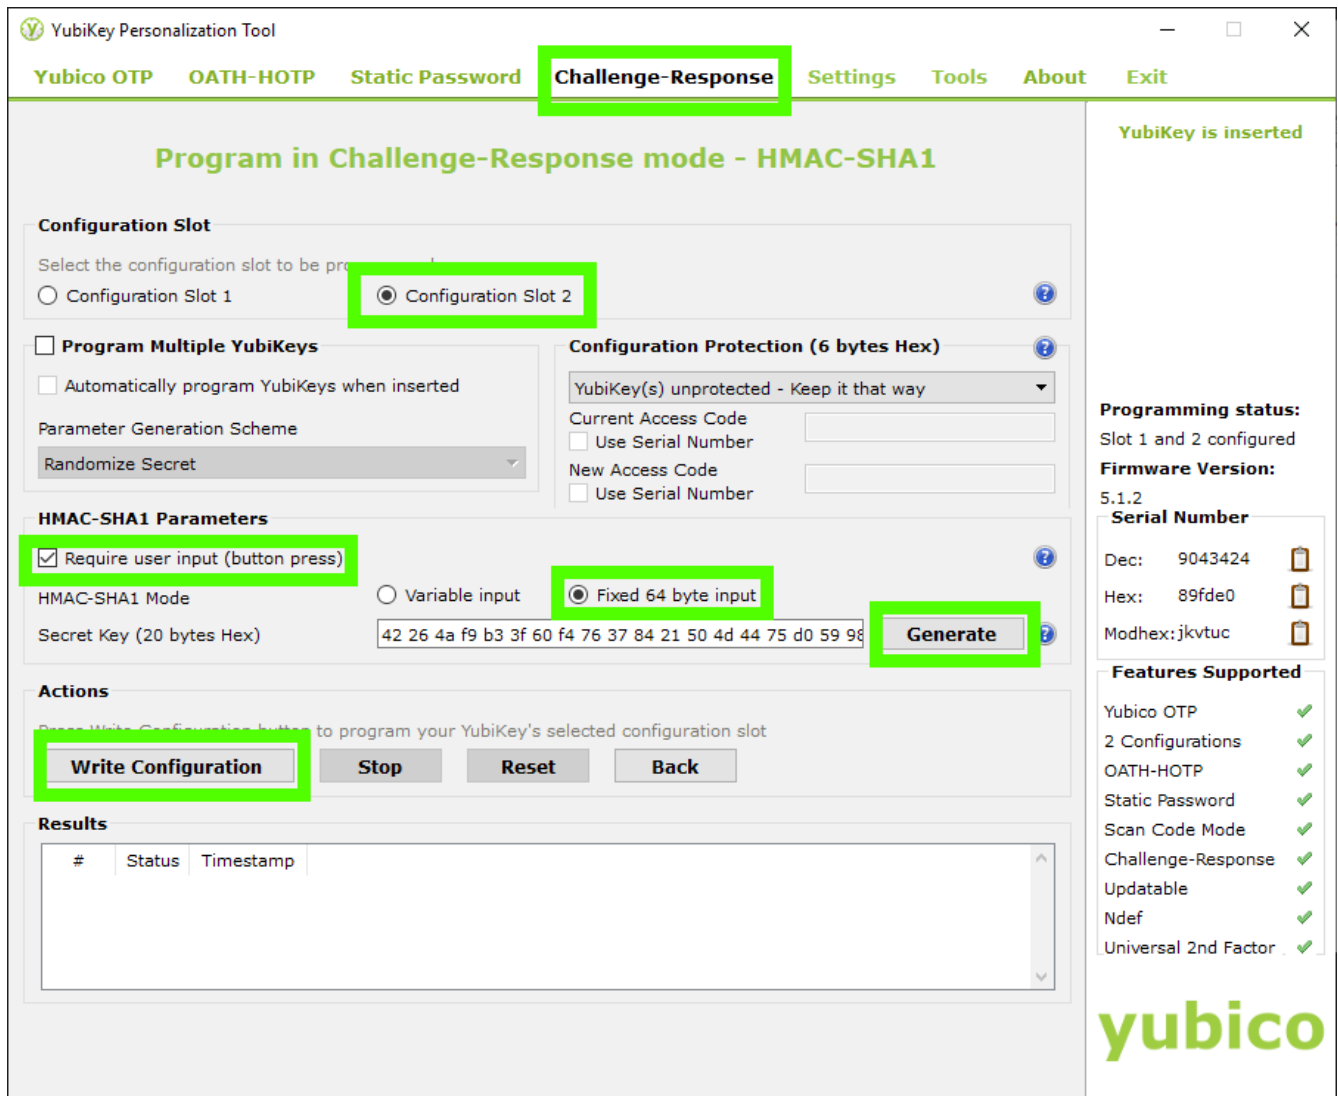 YubiKey Personalization Tool
Yubico OTP OATH-HOTP Static Password Challenge-Response Settings Tools About Exit
YubiKey is inserted
Program in Challenge-Response mode - HMAC-SHA1
Configuration Slot
Select the configuration slot to be
Configuration Slot 1 Configuration Slot 2
Program Multiple YubiKeys
Automatically program YubiKeys when inserted
Parameter Generation Scheme
Randomize Secret
Configuration Protection (6 bytes Hex)
YubiKey(s) unprotected - Keep it that way
Current Access Code
Use Serial Number
New Access Code
Use Serial Number
HMAC-SHA1 Parameters
Require user input (button press)
HMAC-SHA1 Mode Variable input Fixed 64 byte input
Secret Key (20 bytes Hex) 42 26 4a f9 b3 3f 60 f4 76 37 84 21 50 4d 44 75 d0 59 98 Generate
Actions
Press Write Configuration button to program your YubiKey's selected configuration slot
Write Configuration Stop Reset Back
Results
# Status Timestamp
Programming status:
Slot 1 and 2 configured
Firmware Version:
5.1.2
Serial Number
Dec: 9043424
Hex: 89fde0
Modhex: jkvtuc
Features Supported
Yubico OTP
2 Configurations
OATH-HOTP
Static Password
Scan Code Mode
Challenge-Response
Updatable
Ndef
Universal 2nd Factor
yubico